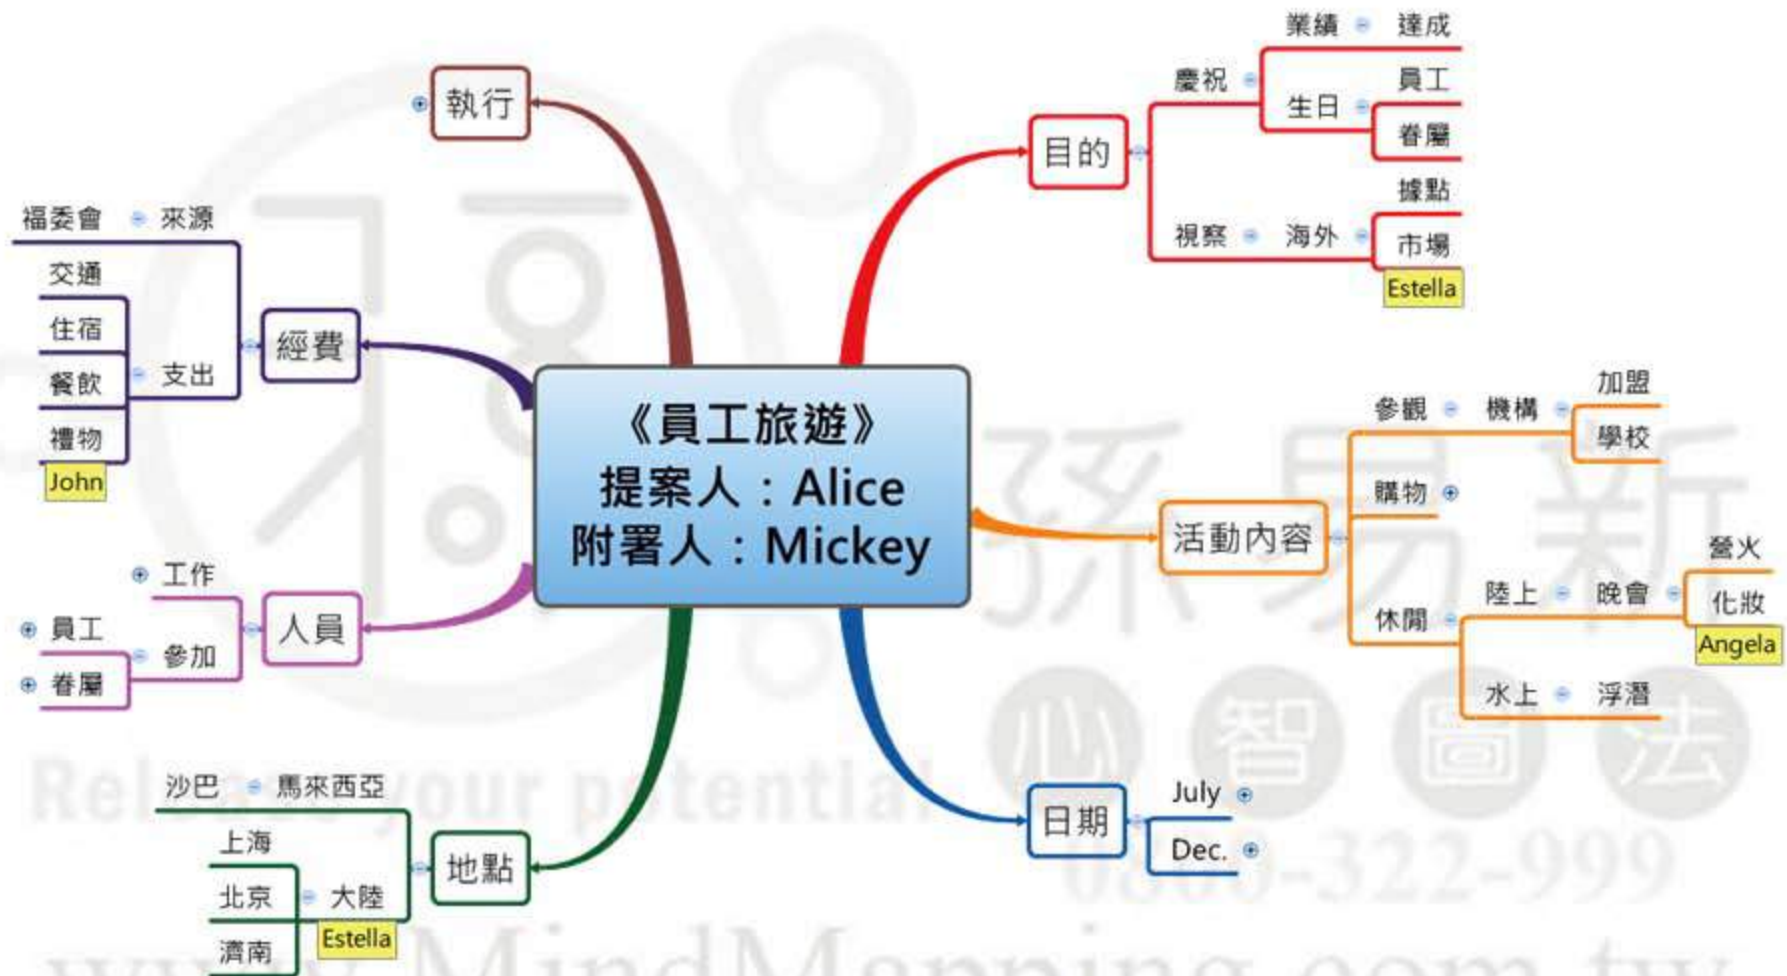 《員工旅遊》
提案人：Alice
附署人：Mickey
目的
慶祝
業績
達成
生日
員工
眷屬
視察
海外
據點
市場
Estella
活動內容
參觀
機構
加盟
學校
購物
休閒
陸上
晚會
營火
化妝
Angela
水上
浮潛
日期
July
Dec.
地點
馬來西亞
沙巴
大陸
Estella
上海
北京
濟南
人員
工作
參加
員工
眷屬
經費
來源
福委會
支出
交通
住宿
餐飲
禮物
John
執行
孫易新
心智圖法
Release your potential
0800-322-999
www.MindMapping.com.tw